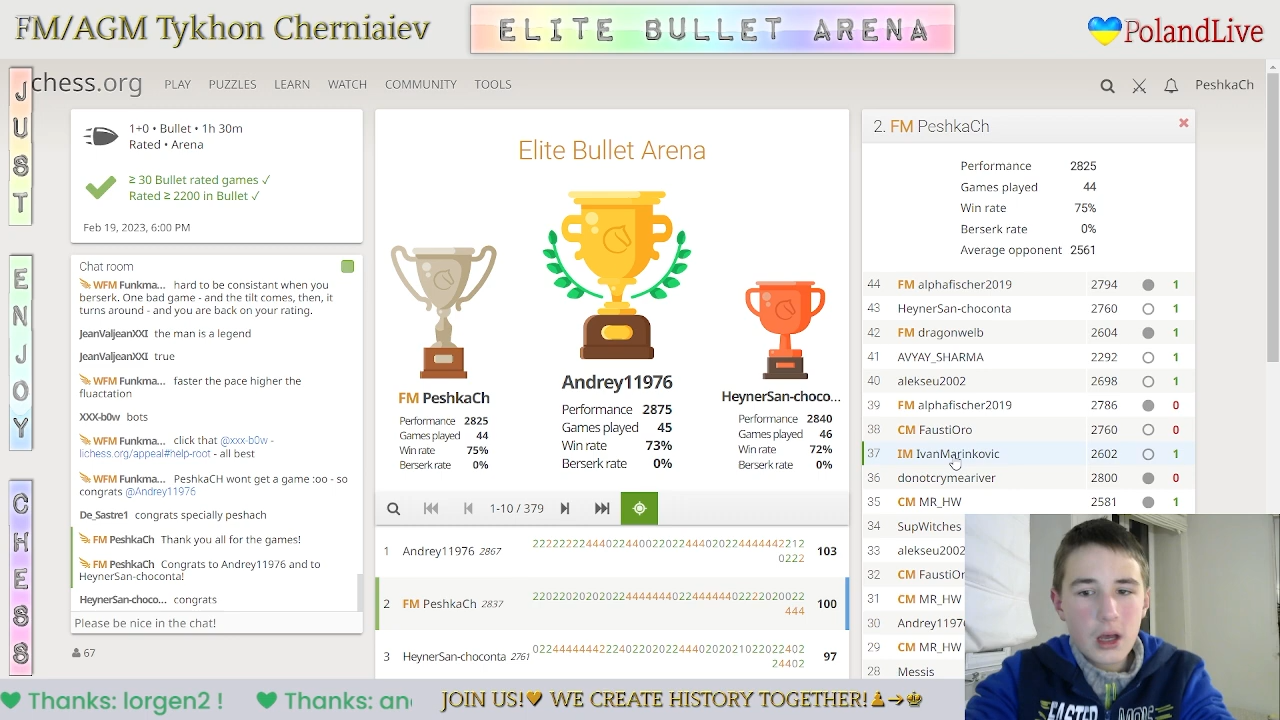 FM/AGM Tykhon Cherniaiev
ELITE BULLET ARENA
PolandLive
JUST
ENJOY
CHESS
chess.org
PLAY PUZZLES LEARN WATCH COMMUNITY TOOLS
PeshkaCh
1+0 • Bullet • 1h 30m
Rated • Arena
≥ 30 Bullet rated games ✓
Rated ≥ 2200 in Bullet ✓
Feb 19, 2023, 6:00 PM
Chat room
WFM Funkma... hard to be consistant when you
berserk. One bad game - and the tilt comes, then, it
turns around - and you are back on your rating.
JeanValjeanXXI the man is a legend
JeanValjeanXXI true
WFM Funkma... faster the pace higher the
fluactation
XXX-b0w bots
WFM Funkma... click that @xxx-b0w -
lichess.org/appeal#help-root - all best
WFM Funkma... PeshkaCh wont get a game :oo - so
congrats @Andrey11976
De_Sastre1 congrats specially peshach
FM PeshkaCh Thank you all for the games!
FM PeshkaCh Congrats to Andrey11976 and to
HeynerSan-choconta!
HeynerSan-choco... congrats
Please be nice in the chat!
67
Elite Bullet Arena
FM PeshkaCh
Performance 2825
Games played 44
Win rate 75%
Berserk rate 0%
Andrey11976
Performance 2875
Games played 45
Win rate 73%
Berserk rate 0%
HeynerSan-choco...
Performance 2840
Games played 46
Win rate 72%
Berserk rate 0%
1-10 / 379
1 Andrey11976 2867 103
2 FM PeshkaCh 2837 100
3 HeynerSan-choconta 2761 97
2. FM PeshkaCh
Performance 2825
Games played 44
Win rate 75%
Berserk rate 0%
Average opponent 2561
44 FM alphafischer2019 2794 1
43 HeynerSan-choconta 2760 1
42 FM dragonwelb 2604 1
41 AVYAY_SHARMA 2292 1
40 alekseu2002 2698 1
39 FM alphafischer2019 2786 0
38 CM FaustiOro 2760 0
37 IM IvanMarinkovic 2602 1
36 donotcrymeariver 2800 0
35 CM MR_HW 2581 1
34 SupWitches
33 alekseu2002
32 CM FaustiOr
31 CM MR_HW
30 Andrey1197
29 CM MR_HW
28 Messis
Thanks: lorgen2 ! Thanks: an
JOIN US! WE CREATE HISTORY TOGETHER!